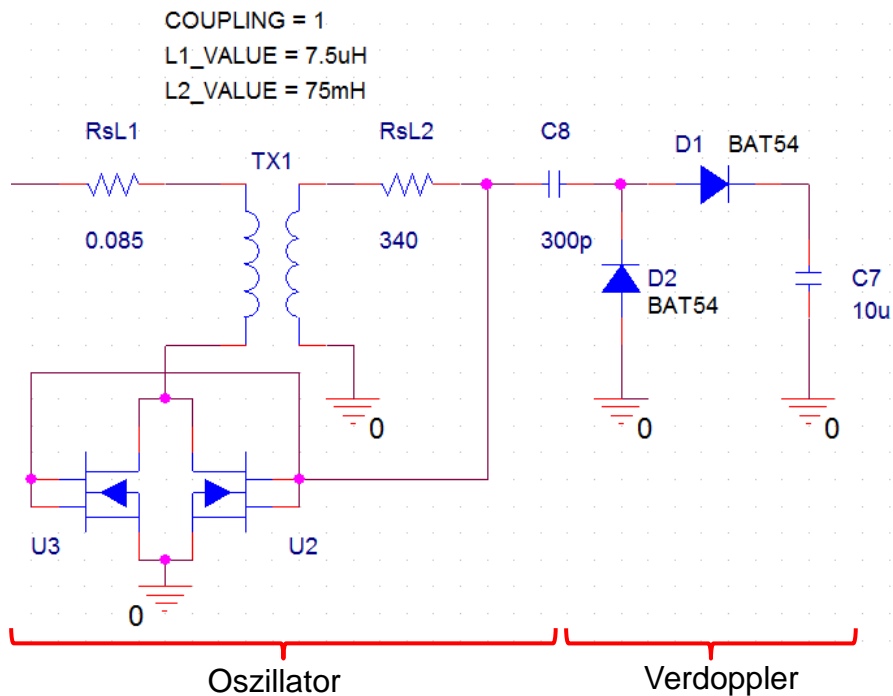 COUPLING = 1
L1_VALUE = 7.5uH
L2_VALUE = 75mH
RsL1
RsL2
C8
D1
BAT54
TX1
0.085
340
300p
D2
BAT54
C7
10u
0
0
0
U3
U2
0
Oszillator
Verdoppler